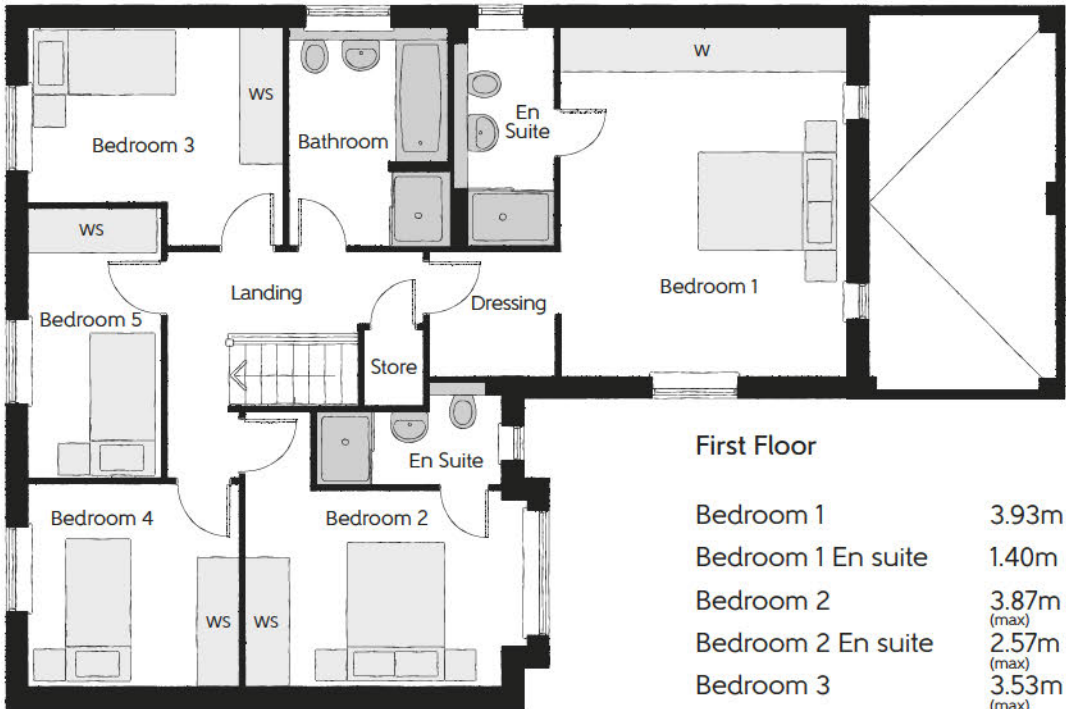 W
WS
En
Suite
Bathroom
Bedroom 3
WS
Landing
Bedroom 1
Dressing
Bedroom 5
Store
En Suite
Bedroom 4
Bedroom 2
WS
WS
First Floor
Bedroom 1 3.93m
Bedroom 1 En suite 1.40m
Bedroom 2 3.87m
(max)
Bedroom 2 En suite 2.57m
(max)
Bedroom 3 3.53m
(max)